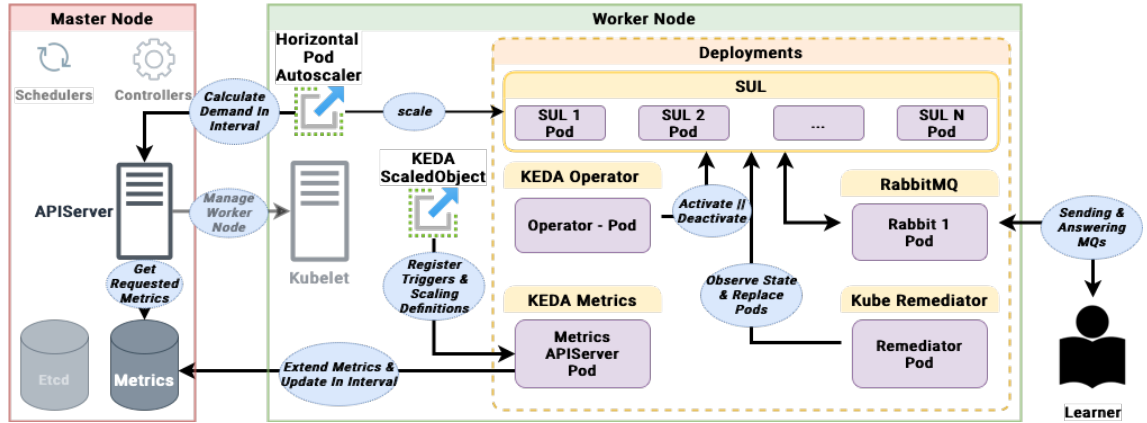 Master Node
Schedulers
Controllers
Calculate
Demand In
Interval
APIServer
Manage
Worker
Node
Get
Requested
Metrics
Etcd
Metrics
Worker Node
Horizontal
Pod
Autoscaler
scale
Kubelet
KEDA
ScaledObject
Register
Triggers &
Scaling
Definitions
Extend Metrics &
Update In Interval
Deployments
SUL
SUL 1
Pod
SUL 2
Pod
...
SUL N
Pod
KEDA Operator
Operator - Pod
Activate ||
Deactivate
RabbitMQ
Rabbit 1
Pod
Observe State
& Replace
Pods
KEDA Metrics
Metrics
APIServer
Pod
Kube Remediator
Remediator
Pod
Sending &
Answering
MQs
Learner